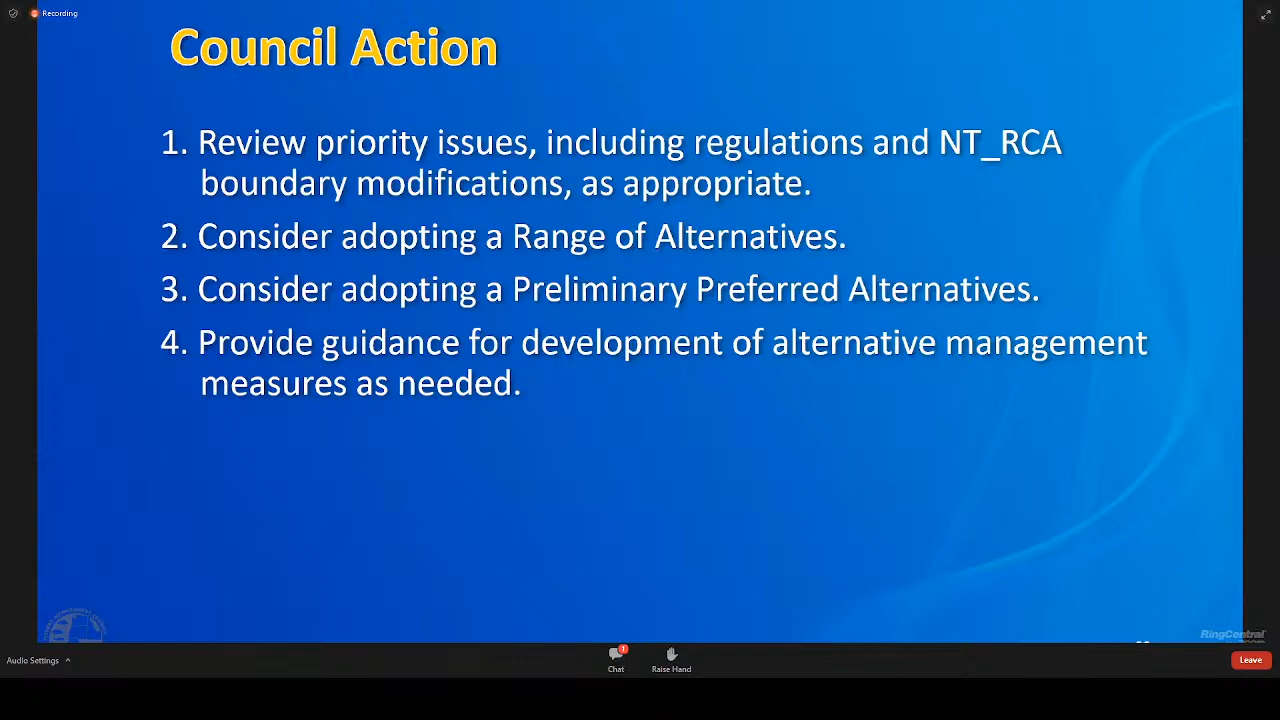 Recording
Council Action
1. Review priority issues, including regulations and NT_RCA
boundary modifications, as appropriate.
2. Consider adopting a Range of Alternatives.
3. Consider adopting a Preliminary Preferred Alternatives.
4. Provide guidance for development of alternative management
measures as needed.
RingCentral
Audio Settings
1
Chat
Raise Hand
Leave